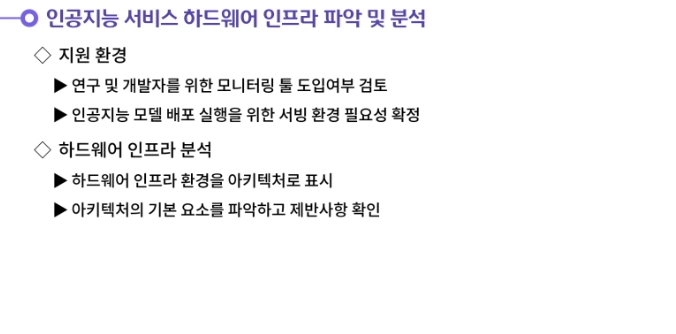 인공지능 서비스 하드웨어 인프라 파악 및 분석
◇ 지원 환경
▶ 연구 및 개발자를 위한 모니터링 툴 도입여부 검토
▶ 인공지능 모델 배포 실행을 위한 서빙 환경 필요성 확정
◇ 하드웨어 인프라 분석
▶ 하드웨어 인프라 환경을 아키텍처로 표시
▶ 아키텍처의 기본 요소를 파악하고 제반사항 확인